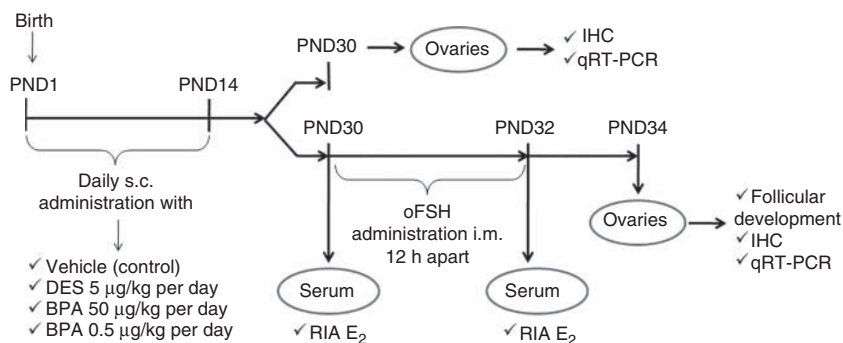 Birth
PND1
PND14
PND30
Ovaries
✓ IHC
✓ qRT-PCR
PND30
PND32
PND34
Daily s.c.
administration with
oFSH
administration i.m.
12 h apart
Ovaries
✓ Follicular
development
✓ IHC
✓ qRT-PCR
✓ Vehicle (control)
✓ DES 5 μg/kg per day
✓ BPA 50 μg/kg per day
✓ BPA 0.5 μg/kg per day
Serum
✓ RIA E₂
Serum
✓ RIA E₂